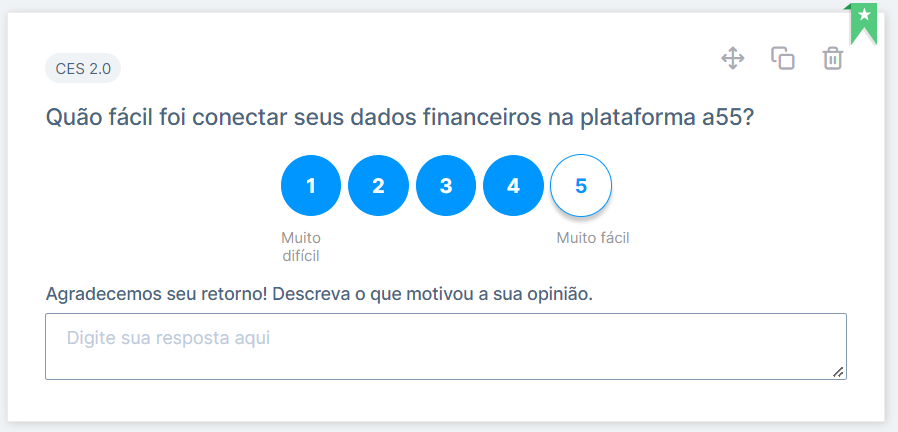 CES 2.0
Quão fácil foi conectar seus dados financeiros na plataforma a55?
1 2 3 4 5
Muito difícil
Muito fácil
Agradecemos seu retorno! Descreva o que motivou a sua opinião.
Digite sua resposta aqui